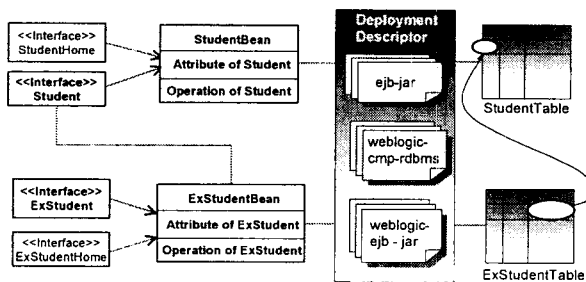 <<Interface>>
StudentHome
<<Interface>>
Student
StudentBean
Attribute of Student
Operation of Student
Deployment
Descriptor
ejb-jar
weblogic-
cmp-rdbms
weblogic-
ejb - jar
StudentTable
<<Interface>>
ExStudent
<<Interface>>
ExStudentHome
ExStudentBean
Attribute of ExStudent
Operation of ExStudent
ExStudentTable